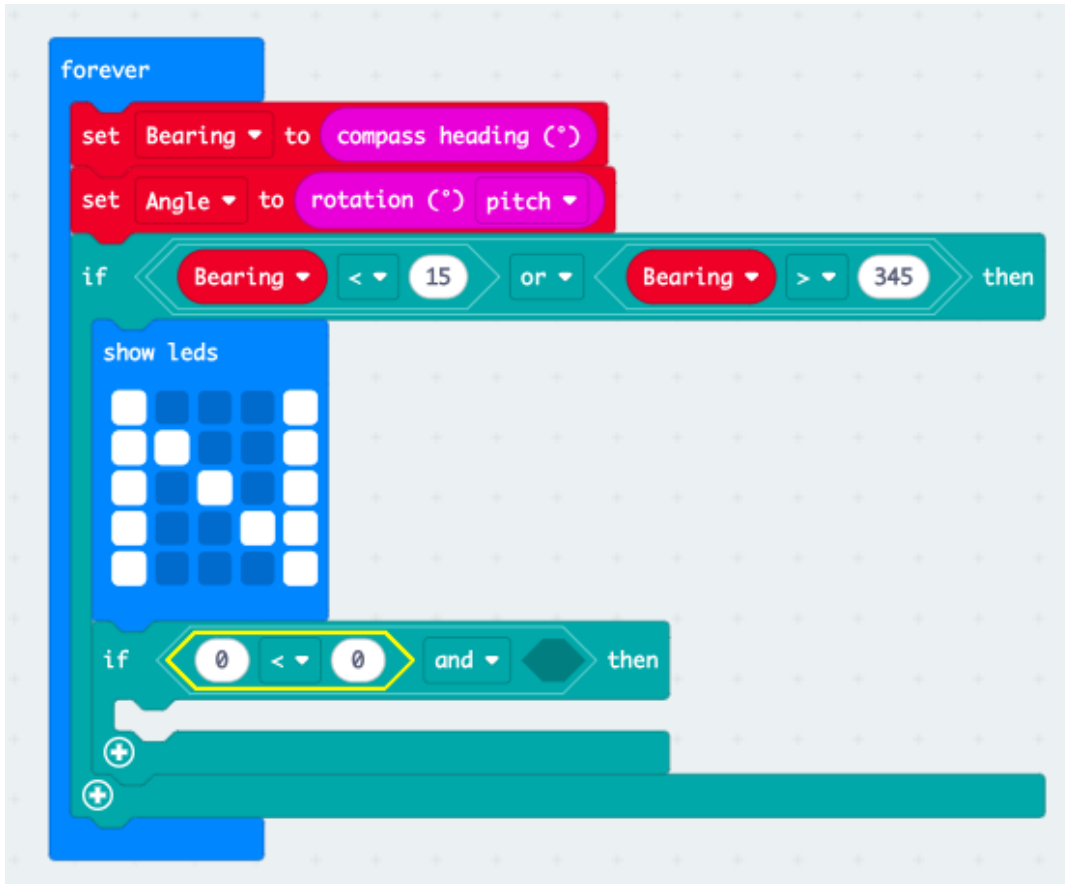 forever
set Bearing to compass heading (°)
set Angle to rotation (°) pitch
if Bearing < 15 or Bearing > 345 then
show leds
if 0 < 0 and then